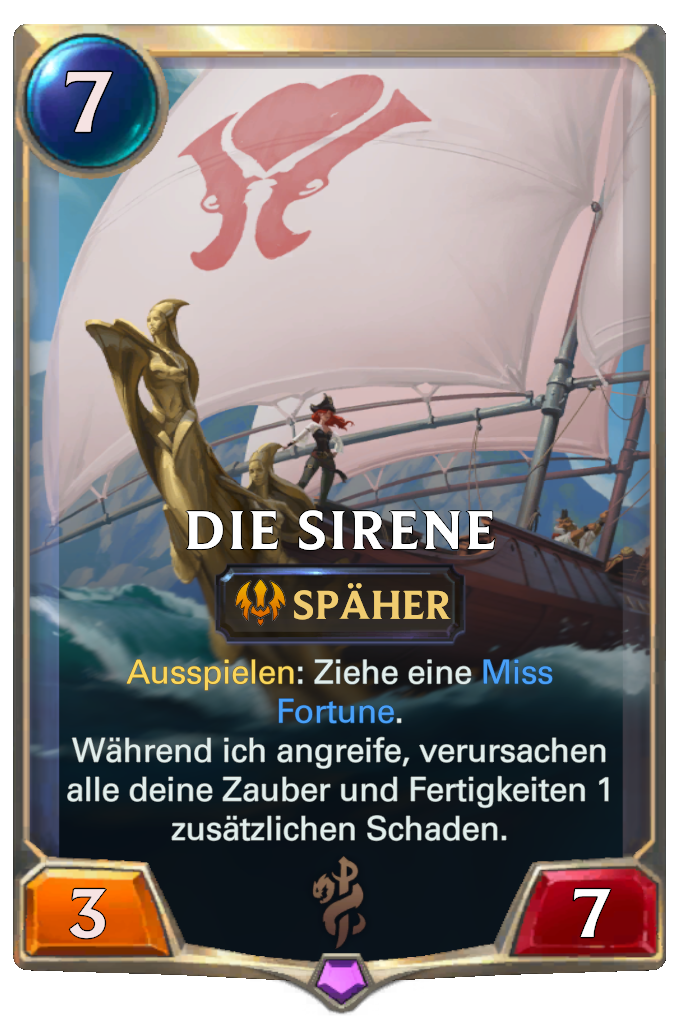 7
DIE SIRENE
SPÄHER
Ausspielen: Ziehe eine Miss
Fortune.
Während ich angreife, verursachen
alle deine Zauber und Fertigkeiten 1
zusätzlichen Schaden.
3
7